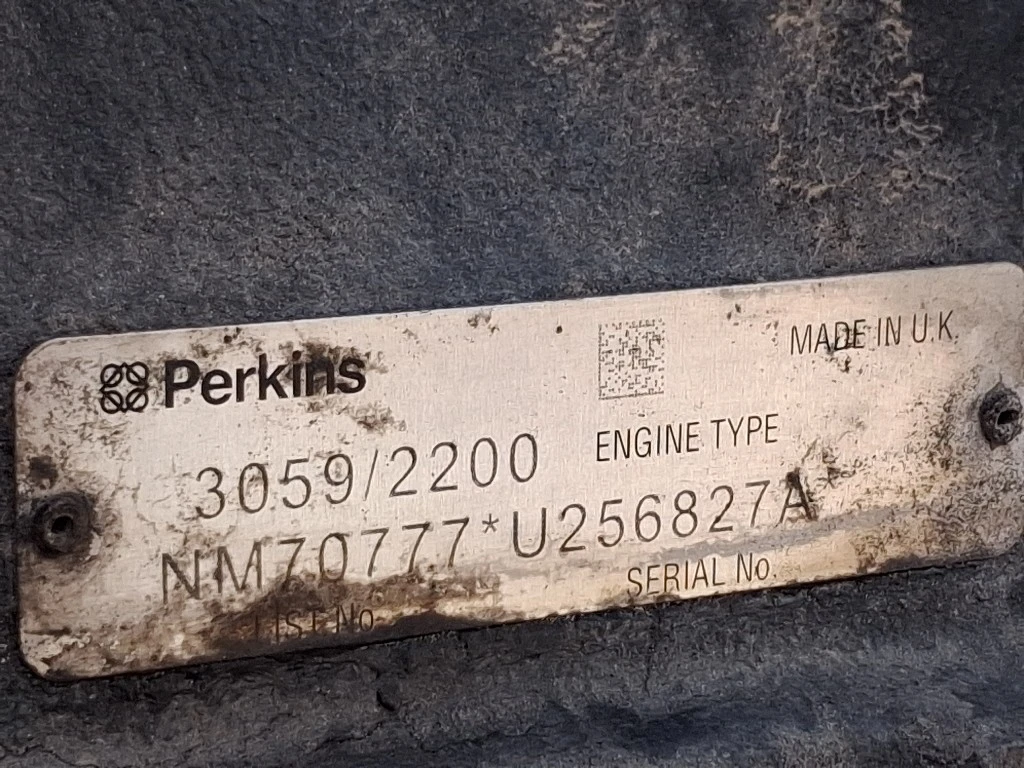 Perkins
MADE IN U.K.
3059/2200 ENGINE TYPE
NM70777*U256827A*
LIST No. SERIAL No.